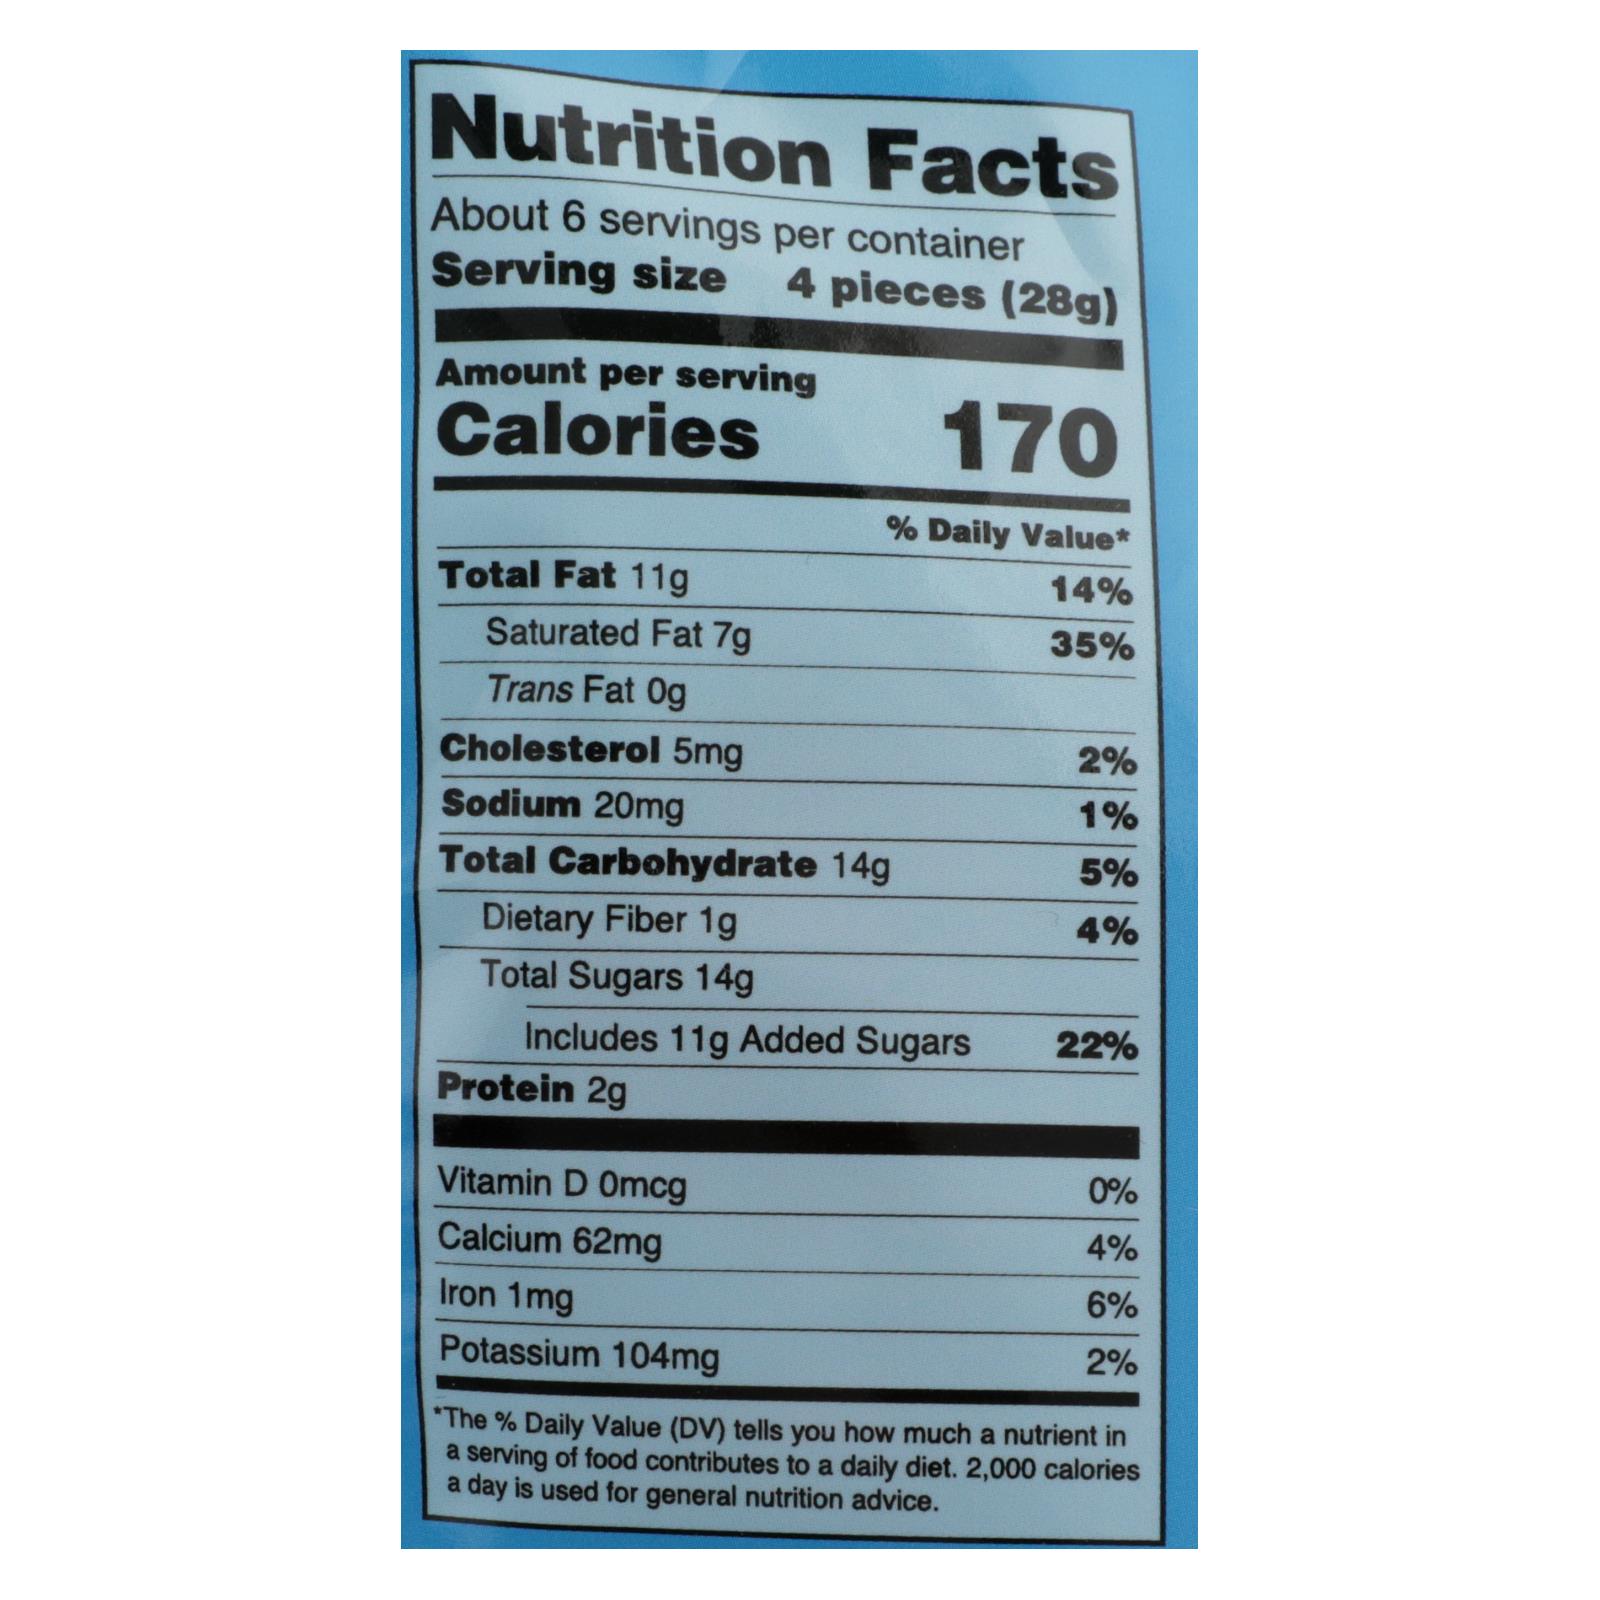 Nutrition Facts
About 6 servings per container
Serving size 4 pieces (28g)
Amount per serving
Calories 170
% Daily Value*
Total Fat 11g 14%
Saturated Fat 7g 35%
Trans Fat 0g
Cholesterol 5mg 2%
Sodium 20mg 1%
Total Carbohydrate 14g 5%
Dietary Fiber 1g 4%
Total Sugars 14g
Includes 11g Added Sugars 22%
Protein 2g
Vitamin D 0mcg 0%
Calcium 62mg 4%
Iron 1mg 6%
Potassium 104mg 2%
*The % Daily Value (DV) tells you how much a nutrient in
a serving of food contributes to a daily diet. 2,000 calories
a day is used for general nutrition advice.